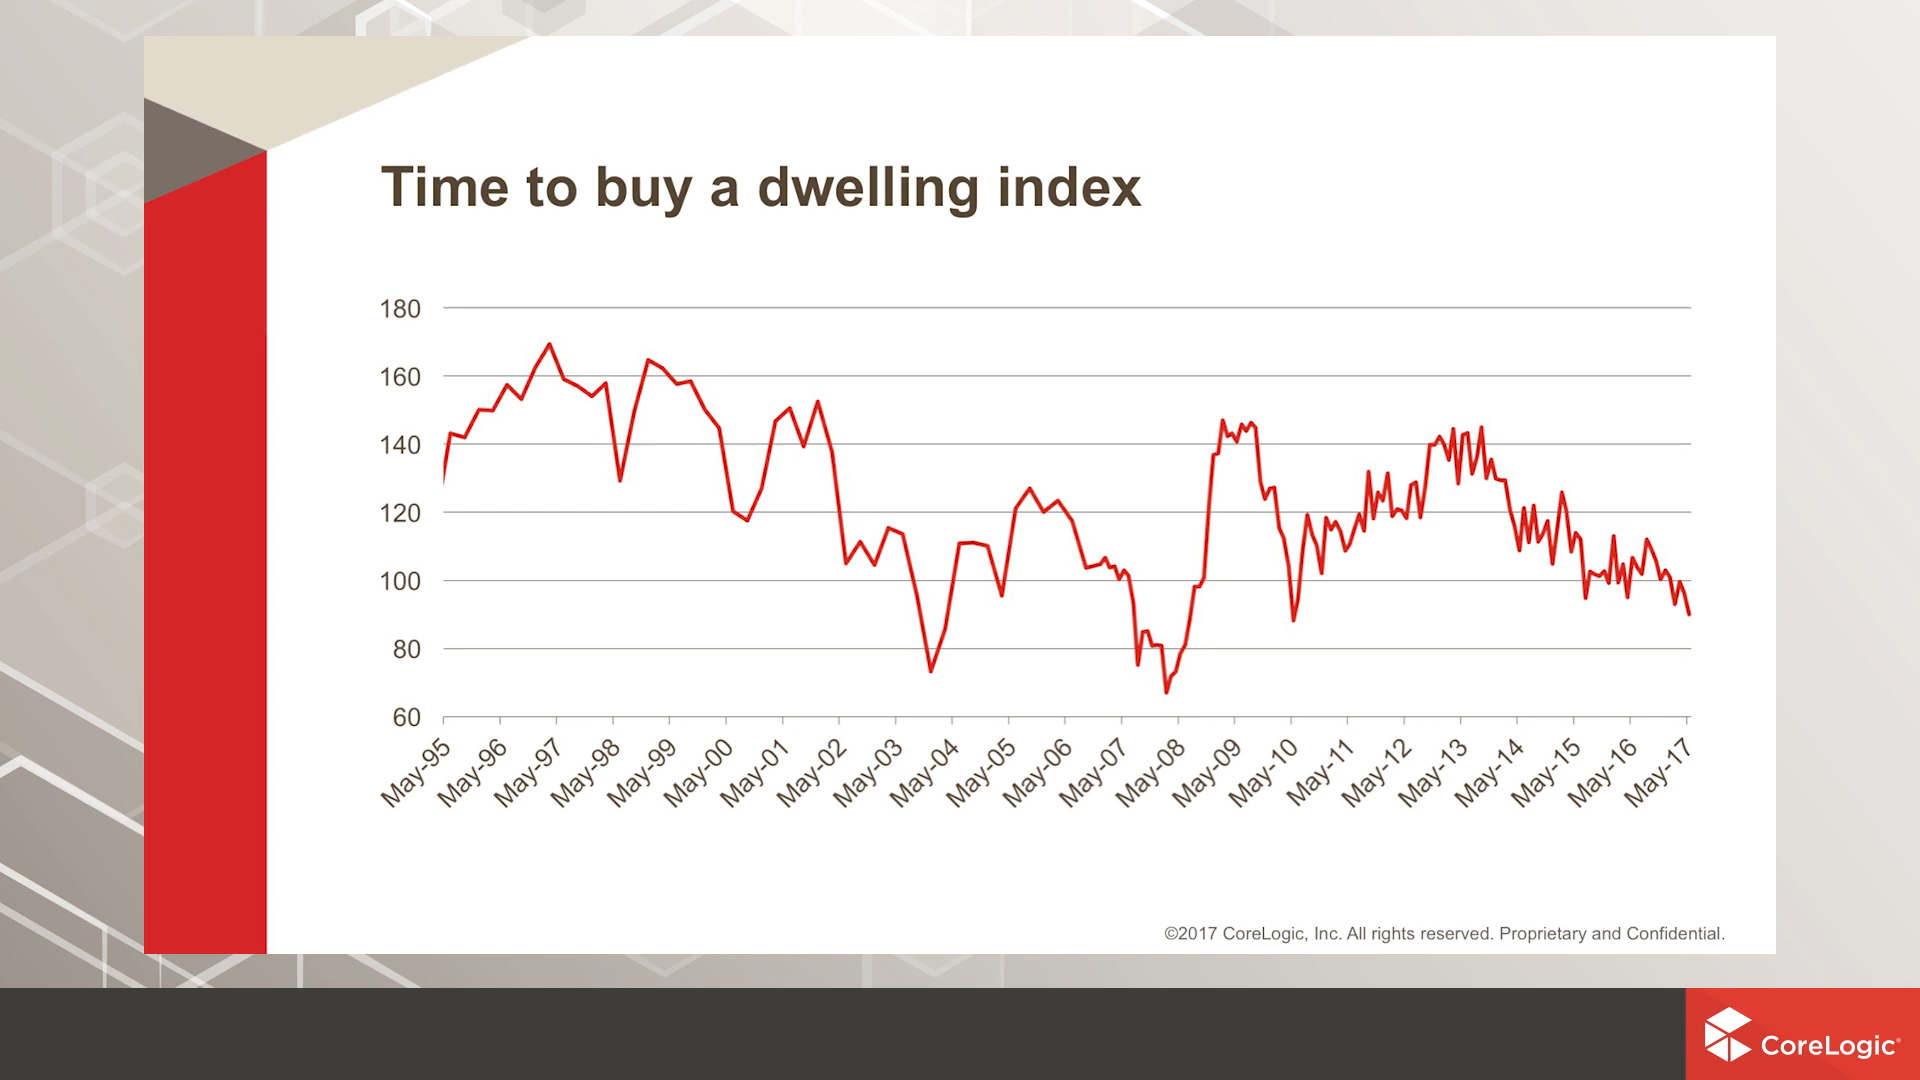 Time to buy a dwelling index
180
160
140
120
100
80
60
May-95
May-96
May-97
May-98
May-99
May-00
May-01
May-02
May-03
May-04
May-05
May-06
May-07
May-08
May-09
May-10
May-11
May-12
May-13
May-14
May-15
May-16
May-17
©2017 CoreLogic, Inc. All rights reserved. Proprietary and Confidential.
CoreLogic